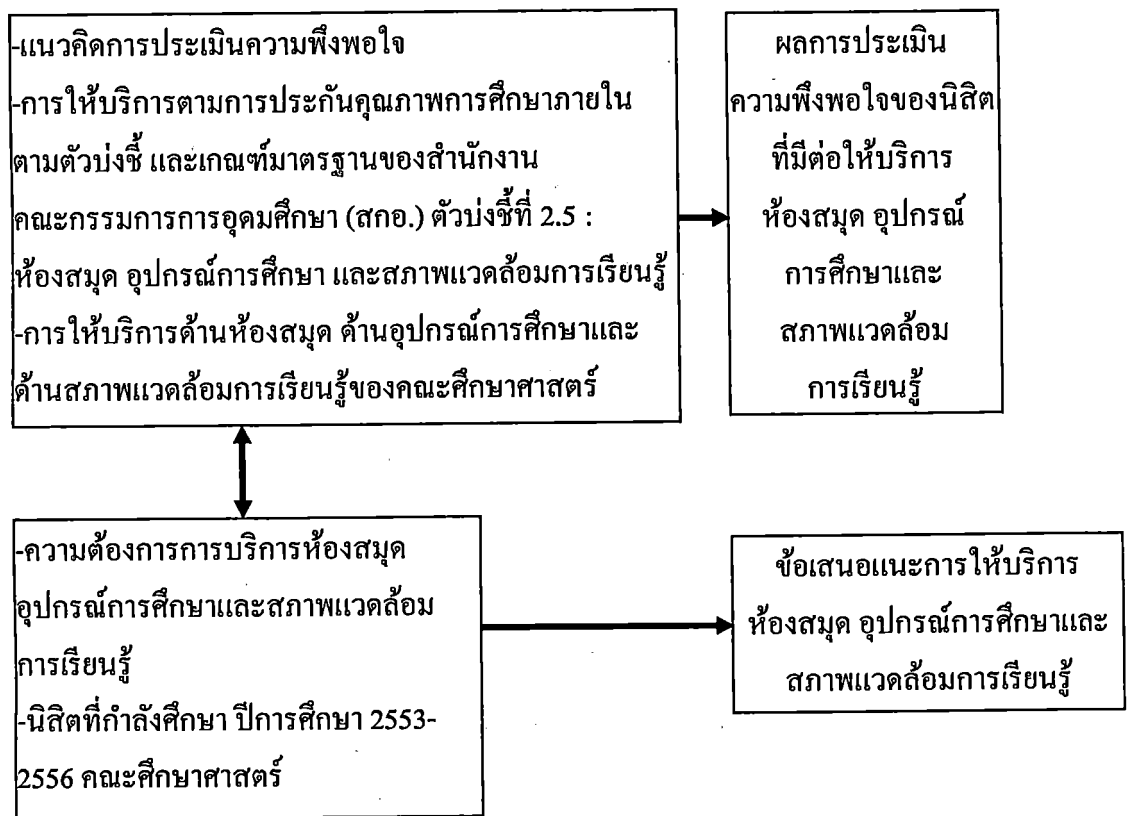 -แนวคิดการประเมินความพึงพอใจ
-การให้บริการตามการประกันคุณภาพการศึกษาภายใน
ตามตัวบ่งชี้ และเกณฑ์มาตรฐานของสำนักงาน
คณะกรรมการการอุดมศึกษา (สกอ.) ตัวบ่งชี้ที่ 2.5 :
ห้องสมุด อุปกรณ์การศึกษา และสภาพแวดล้อมการเรียนรู้
-การให้บริการด้านห้องสมุด ด้านอุปกรณ์การศึกษาและ
ด้านสภาพแวดล้อมการเรียนรู้ของคณะศึกษาศาสตร์
ผลการประเมิน
ความพึงพอใจของนิสิต
ที่มีต่อให้บริการ
ห้องสมุด อุปกรณ์
การศึกษาและ
สภาพแวดล้อม
การเรียนรู้
-ความต้องการการบริการห้องสมุด
อุปกรณ์การศึกษาและสภาพแวดล้อม
การเรียนรู้
-นิสิตที่กำลังศึกษา ปีการศึกษา 2553-
2556 คณะศึกษาศาสตร์
ข้อเสนอแนะการให้บริการ
ห้องสมุด อุปกรณ์การศึกษาและ
สภาพแวดล้อมการเรียนรู้